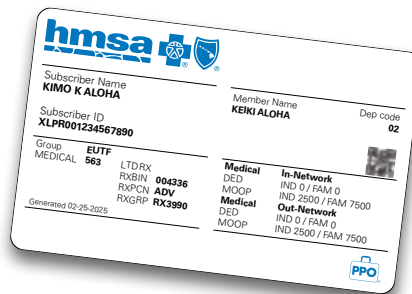 hmsa
Subscriber Name
KIMO K ALOHA
Subscriber ID
XLPR001234567890
Member Name
KEIKI ALOHA
Dep code
02
Group EUTF
MEDICAL 563
LTDRX
RXBIN 004336
RXPCN ADV
RXGRP RX3990
Generated 02-25-2025
Medical In-Network
DED IND 0 / FAM 0
MOOP IND 2500 / FAM 7500
Medical Out-Network
DED IND 0 / FAM 0
MOOP IND 2500 / FAM 7500
PPO